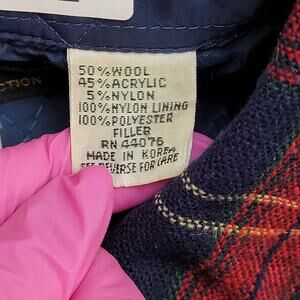 CTION
50% WOOL
45% ACRYLIC
5% NYLON
100% NYLON LINING
100% POLYESTER
FILLER
RN 44076
MADE IN KOREA
SEE REVERSE FOR CARE